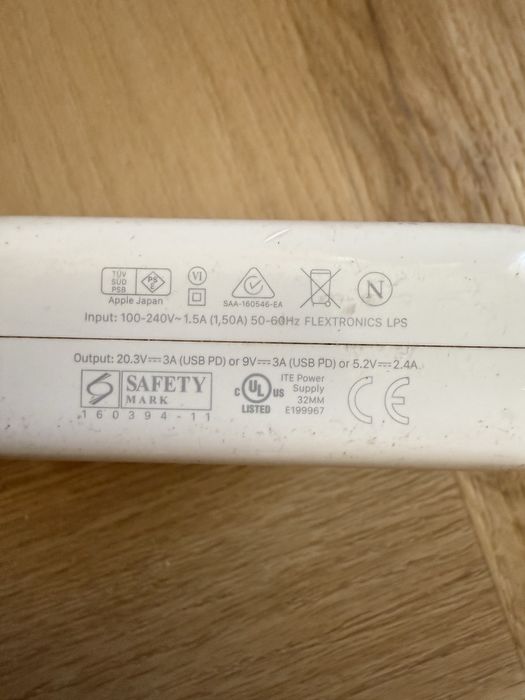 TÜV
SÜD
PSB
PS
E
VI
N
Apple Japan
SAA-160546-EA
Input: 100-240V~1.5A (1,50A) 50-60Hz FLEXTRONICS LPS
Output: 20.3V⎓3A (USB PD) or 9V⎓3A (USB PD) or 5.2V⎓2.4A
S SAFETY
MARK
160394-11
c UL US
LISTED
ITE Power
Supply
32MM
E199967
CE